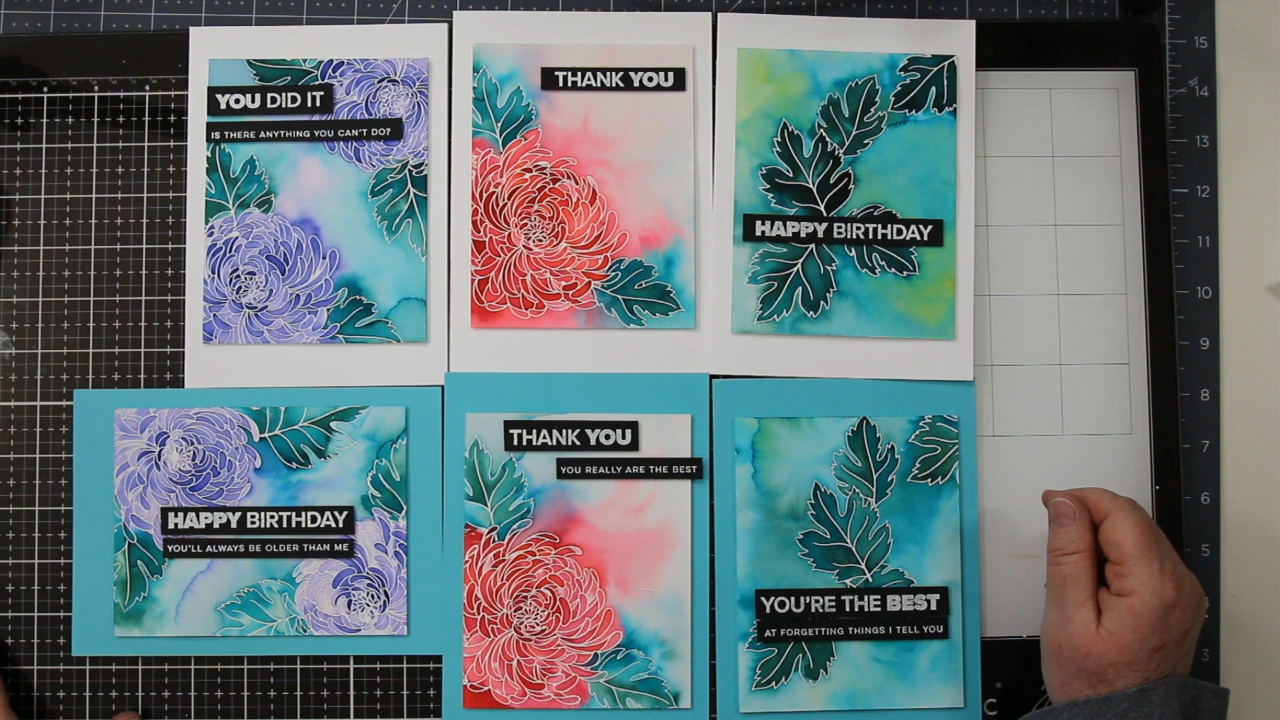 YOU DID IT
IS THERE ANYTHING YOU CAN'T DO?
THANK YOU
HAPPY BIRTHDAY
HAPPY BIRTHDAY
YOU'LL ALWAYS BE OLDER THAN ME
THANK YOU
YOU REALLY ARE THE BEST
YOU'RE THE BEST
AT FORGETTING THINGS I TELL YOU
15
14
13
12
11
10
9
8
7
6
5
3